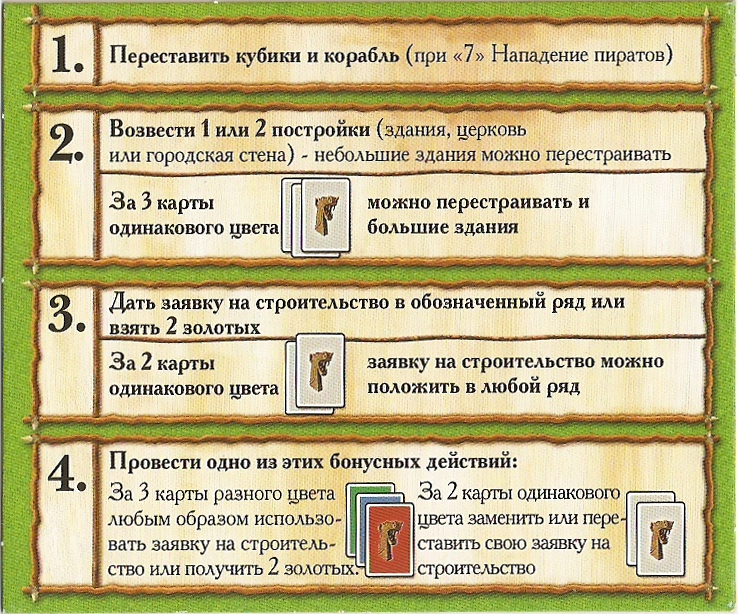 1. Переставить кубики и корабль (при «7» Нападение пиратов)
2. Возвести 1 или 2 постройки (здания, церковь
или городская стена) - небольшие здания можно перестраивать
За 3 карты
одинакового цвета
можно перестраивать и
большие здания
3. Дать заявку на строительство в обозначенный ряд или
взять 2 золотых
За 2 карты
одинакового цвета
заявку на строительство можно
положить в любой ряд
4. Провести одно из этих бонусных действий:
За 3 карты разного цвета
любым образом использо-
вать заявку на строитель-
ство или получить 2 золотых.
За 2 карты одинакового
цвета заменить или пере-
ставить свою заявку на
строительство